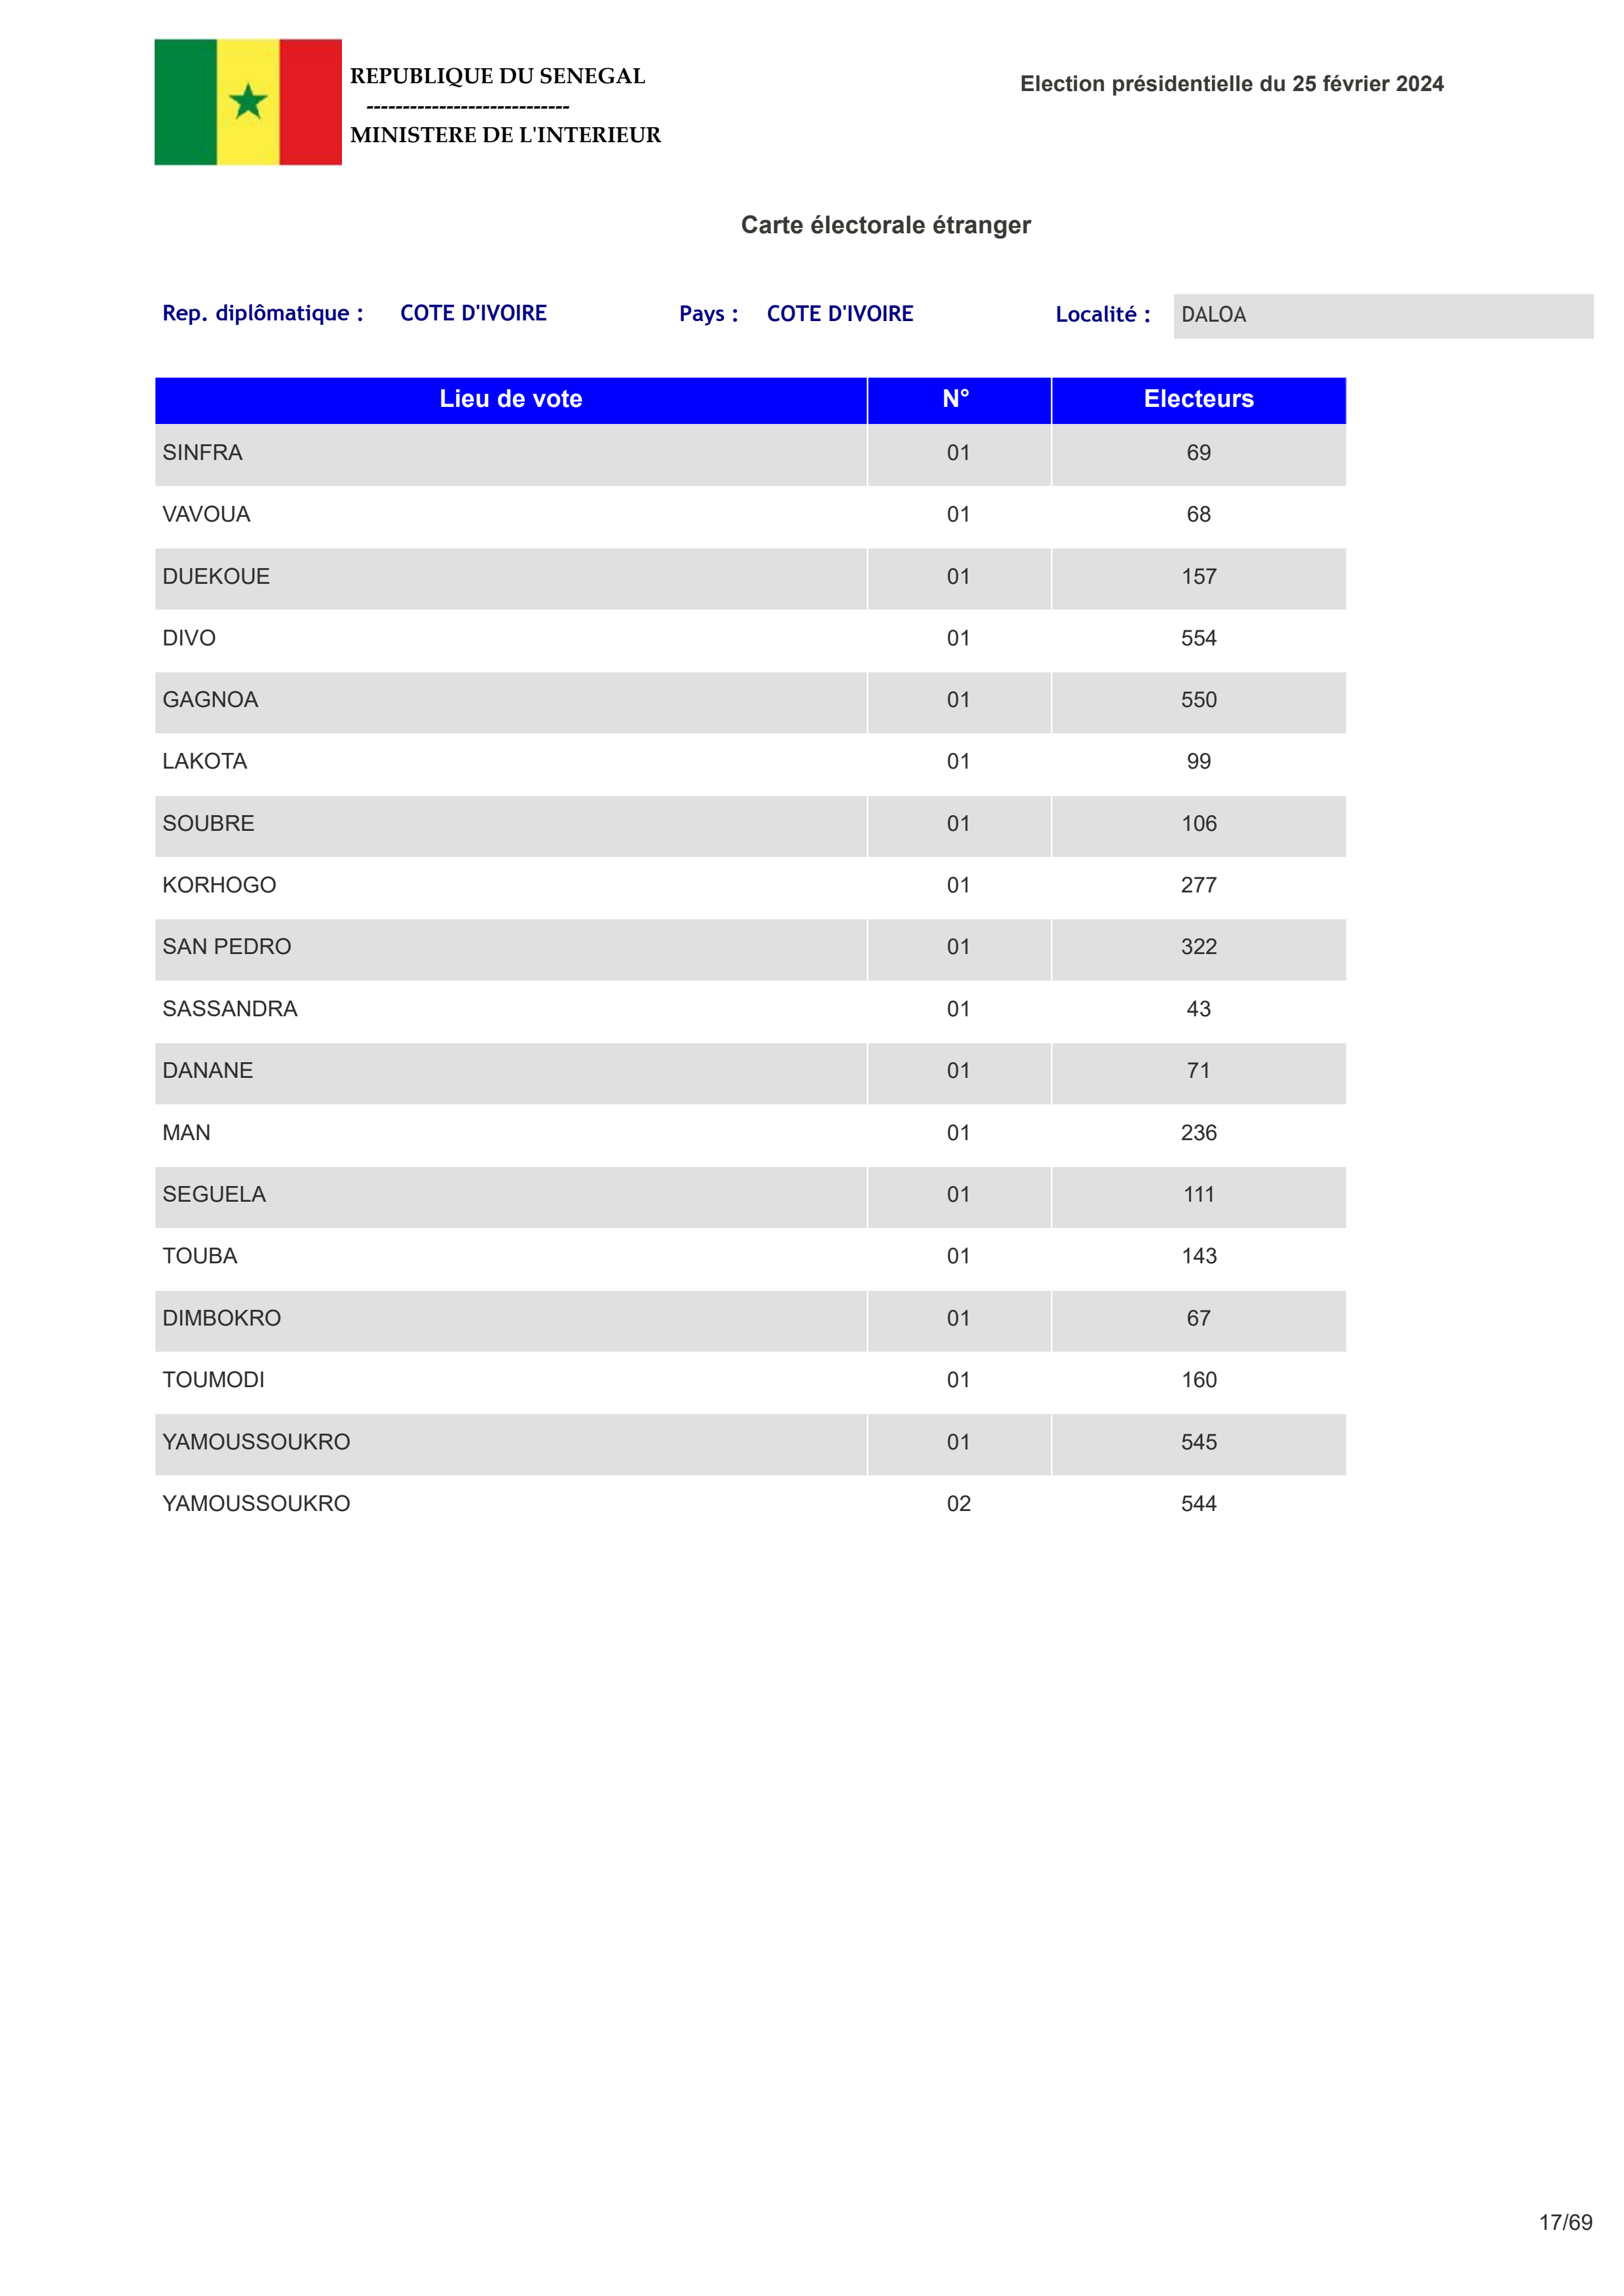 REPUBLIQUE DU SENEGAL
----------------------------
MINISTERE DE L'INTERIEUR
Election présidentielle du 25 février 2024
Carte électorale étranger
Rep. diplômatique : COTE D'IVOIRE Pays : COTE D'IVOIRE Localité : DALOA
Lieu de vote N° Electeurs
SINFRA 01 69
VAVOUA 01 68
DUEKOUE 01 157
DIVO 01 554
GAGNOA 01 550
LAKOTA 01 99
SOUBRE 01 106
KORHOGO 01 277
SAN PEDRO 01 322
SASSANDRA 01 43
DANANE 01 71
MAN 01 236
SEGUELA 01 111
TOUBA 01 143
DIMBOKRO 01 67
TOUMODI 01 160
YAMOUSSOUKRO 01 545
YAMOUSSOUKRO 02 544
17/69